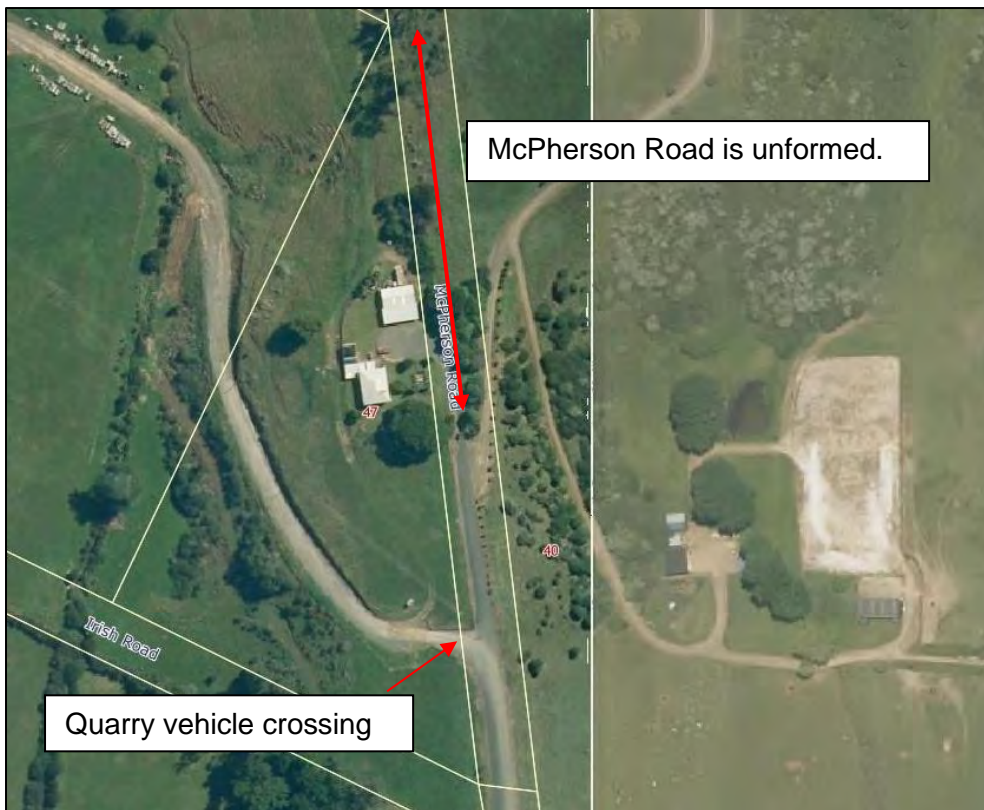 McPherson Road is unformed.
McPherson Road
47
40
Irish Road
Quarry vehicle crossing